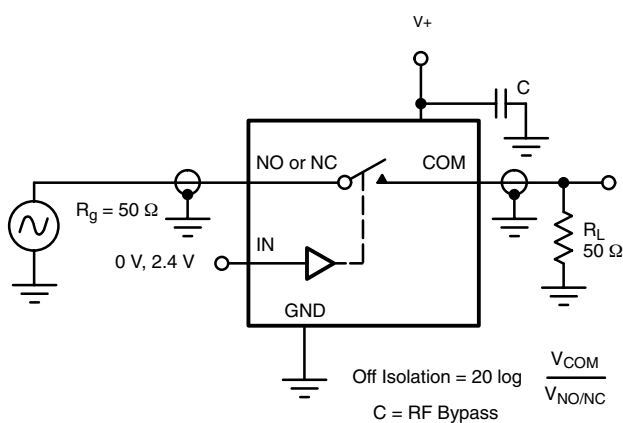 V+
C
NO or NC
COM
R_g = 50 Ω
R_L
50 Ω
IN
0 V, 2.4 V
GND
Off Isolation = 20 log V_COM / V_NO/NC
C = RF Bypass